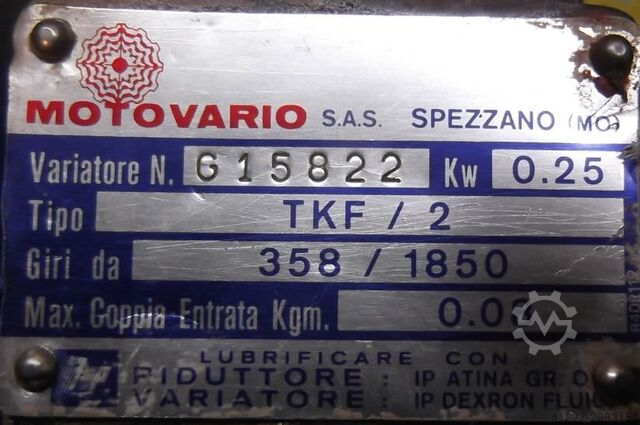 MOTOVARIO S.A.S. SPEZZANO (MO)
Variatore N. G15822 Kw 0.25
Tipo TKF / 2
Giri da 358 / 1850
Max. Coppia Entrata Kgm.
LUBRIFICARE CON :
RIDUTTORE : IP ATINA GR.
VARIATORE : IP DEXRON